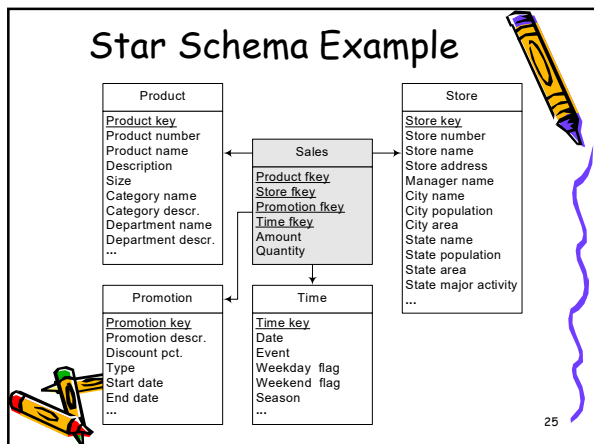 Star Schema Example
Product
Product key
Product number
Product name
Description
Size
Category name
Category descr.
Department name
Department descr.
...
Sales
Product fkey
Store fkey
Promotion fkey
Time fkey
Amount
Quantity
Store
Store key
Store number
Store name
Store address
Manager name
City name
City population
City area
State name
State population
State area
State major activity
...
Promotion
Promotion key
Promotion descr.
Discount pct.
Type
Start date
End date
...
Time
Time key
Date
Event
Weekday flag
Weekend flag
Season
...
25